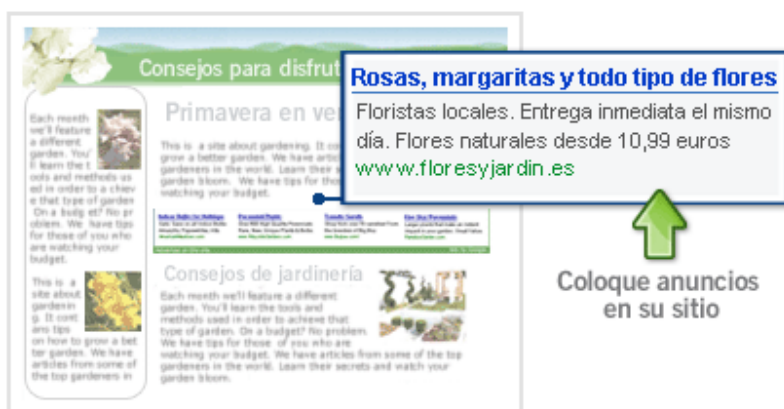 Consejos para disfrut
Rosas, margaritas y todo tipo de flores
Floristas locales. Entrega inmediata el mismo
día. Flores naturales desde 10,99 euros
www.floresyjardin.es
Coloque anuncios
en su sitio
Primavera en ver
This is a site about gardening. It con
grow a better garden. We have artic
gardeners in the world. Learn their s
garden bloom. We have tips for thos
watching your budget.
Each month
we'll feature
a different
garden. You'
ll learn the t
ools and methods us
ed in order to a chiev
e that type of garden
On a budg et? No pr
oblem. We have tips
for those of you who
are watching your
budget.
This is a
site about
gardenin
g. It cont
ans tips
on how to grow a bet
ter garden. We have
articles from some of
the top gardeners in
Consejos de jardinería
Each month we'll feature a different
garden. You'll learn the tools and
methods used in order to achieve that
type of garden. On a budget? No problem.
We have tips for those of you who are
watching your budget. We have articles from some of the top
gardeners in the world. Learn their secrets and watch your
garden bloom.